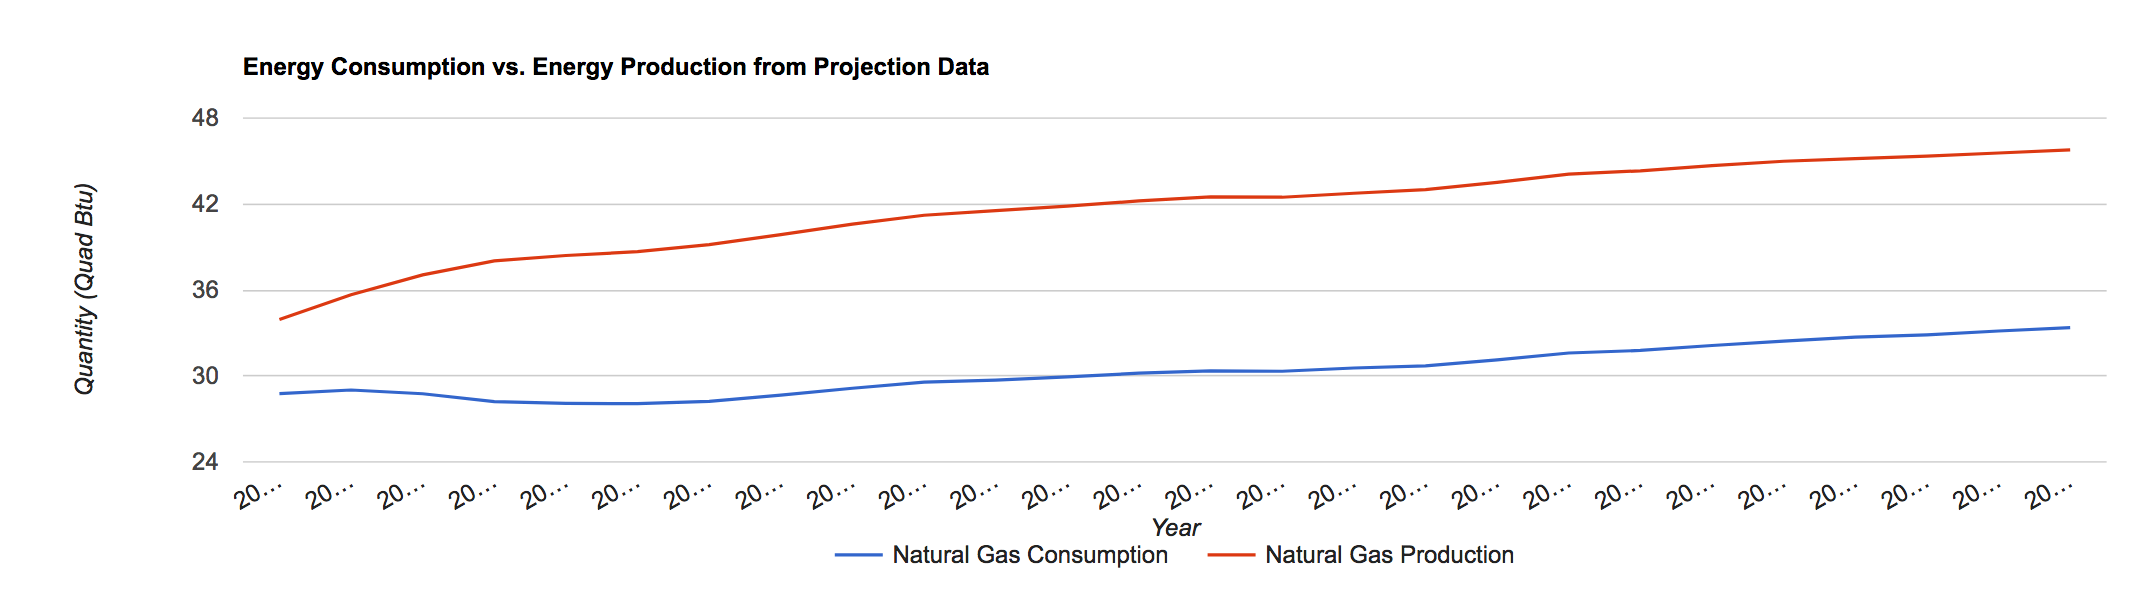 Energy Consumption vs. Energy Production from Projection Data
48
42
36
30
24
Quantity (Quad Btu)
20... 20... 20... 20... 20... 20... 20... 20... 20... 20... 20... 20... 20... 20... 20... 20... 20... 20... 20... 20... 20... 20... 20... 20... 20... 20...
Year
Natural Gas Consumption Natural Gas Production